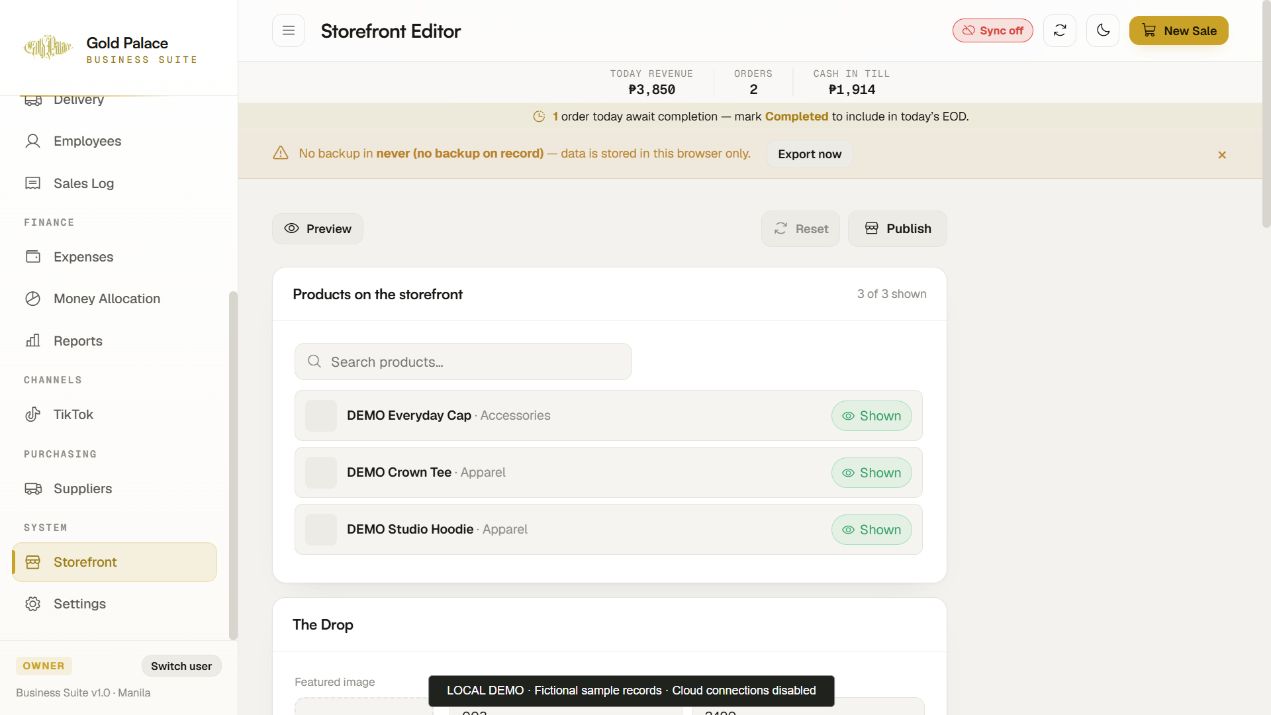 Gold Palace
BUSINESS SUITE
Delivery
Employees
Sales Log
FINANCE
Expenses
Money Allocation
Reports
CHANNELS
TikTok
PURCHASING
Suppliers
SYSTEM
Storefront
Settings
OWNER
Switch user
Business Suite v1.0 · Manila
Storefront Editor
Sync off
New Sale
TODAY REVENUE
₱3,850
ORDERS
2
CASH IN TILL
₱1,914
1 order today await completion — mark Completed to include in today's EOD.
No backup in never (no backup on record) — data is stored in this browser only.
Export now
×
Preview
Reset
Publish
Products on the storefront
3 of 3 shown
Search products…
DEMO Everyday Cap · Accessories
Shown
DEMO Crown Tee · Apparel
Shown
DEMO Studio Hoodie · Apparel
Shown
The Drop
Featured image
LOCAL DEMO · Fictional sample records · Cloud connections disabled